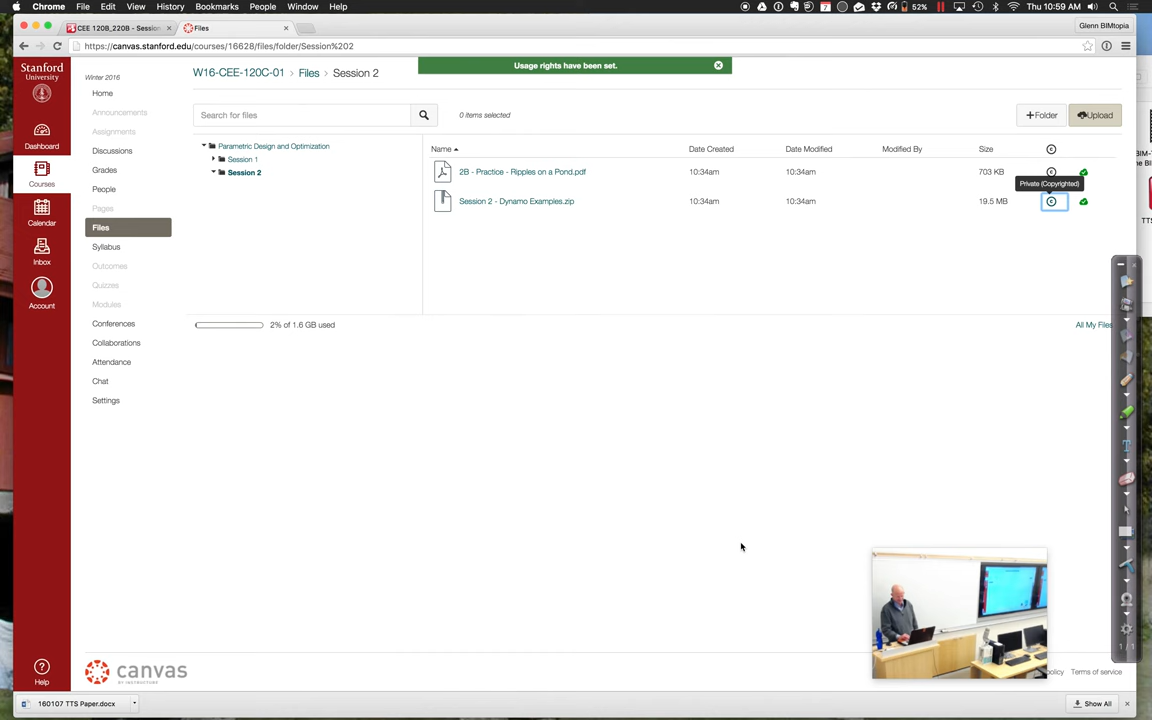 Chrome File Edit View History Bookmarks People Window Help 7 52% Thu 10:59 AM
CEE 120B_220B - Session Files Glenn BIMtopia
https://canvas.stanford.edu/courses/16628/files/folder/Session%202
Stanford University
Winter 2016
W16-CEE-120C-01 > Files > Session 2
Usage rights have been set.
Dashboard
Courses
Calendar
Inbox
Account
Help
Home
Announcements
Assignments
Discussions
Grades
People
Pages
Files
Syllabus
Outcomes
Quizzes
Modules
Conferences
Collaborations
Attendance
Chat
Settings
Search for files 0 items selected +Folder Upload
Parametric Design and Optimization
Session 1
Session 2
Name Date Created Date Modified Modified By Size
2B - Practice - Ripples on a Pond.pdf 10:34am 10:34am 703 KB
Private (Copyrighted)
Session 2 - Dynamo Examples.zip 10:34am 10:34am 19.5 MB
2% of 1.6 GB used All My Files
1 / 1
canvas
BY INSTRUCTURE
Terms of service
160107 TTS Paper.docx Show All